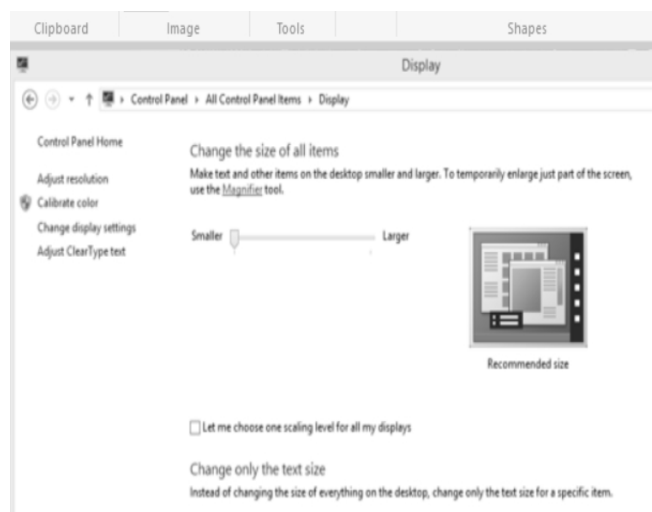 Clipboard Image Tools Shapes
Display
Control Panel All Control Panel Items Display
Control Panel Home
Adjust resolution
Calibrate color
Change display settings
Adjust ClearType text
Change the size of all items
Make text and other items on the desktop smaller and larger. To temporarily enlarge just part of the screen,
use the Magnifier tool.
Smaller Larger
Recommended size
Let me choose one scaling level for all my displays
Change only the text size
Instead of changing the size of everything on the desktop, change only the text size for a specific item.